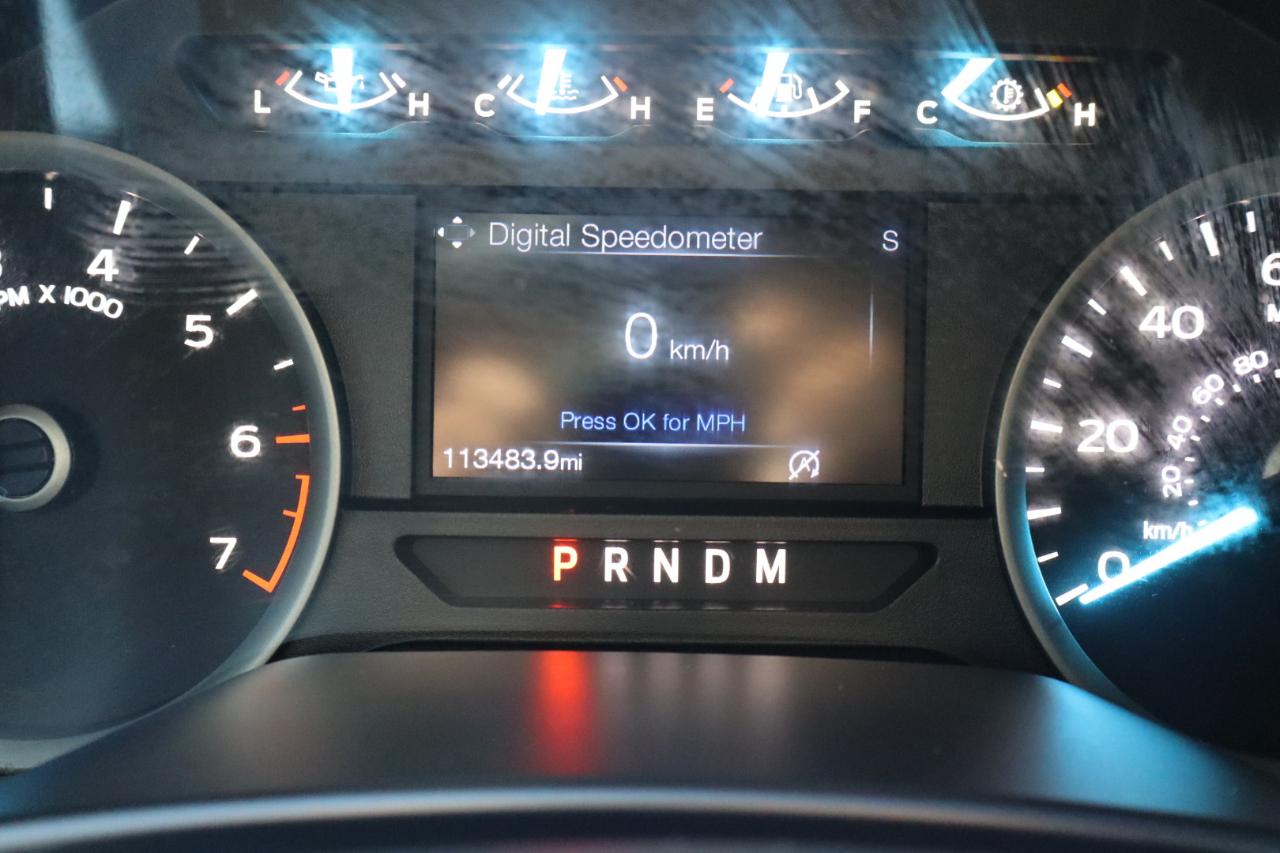 L H C H E F C H
Digital Speedometer S
0 km/h
Press OK for MPH
113483.9mi
P R N D M
4 5 6 7
X 1000
0 20 40
20 40 60 80
km/h